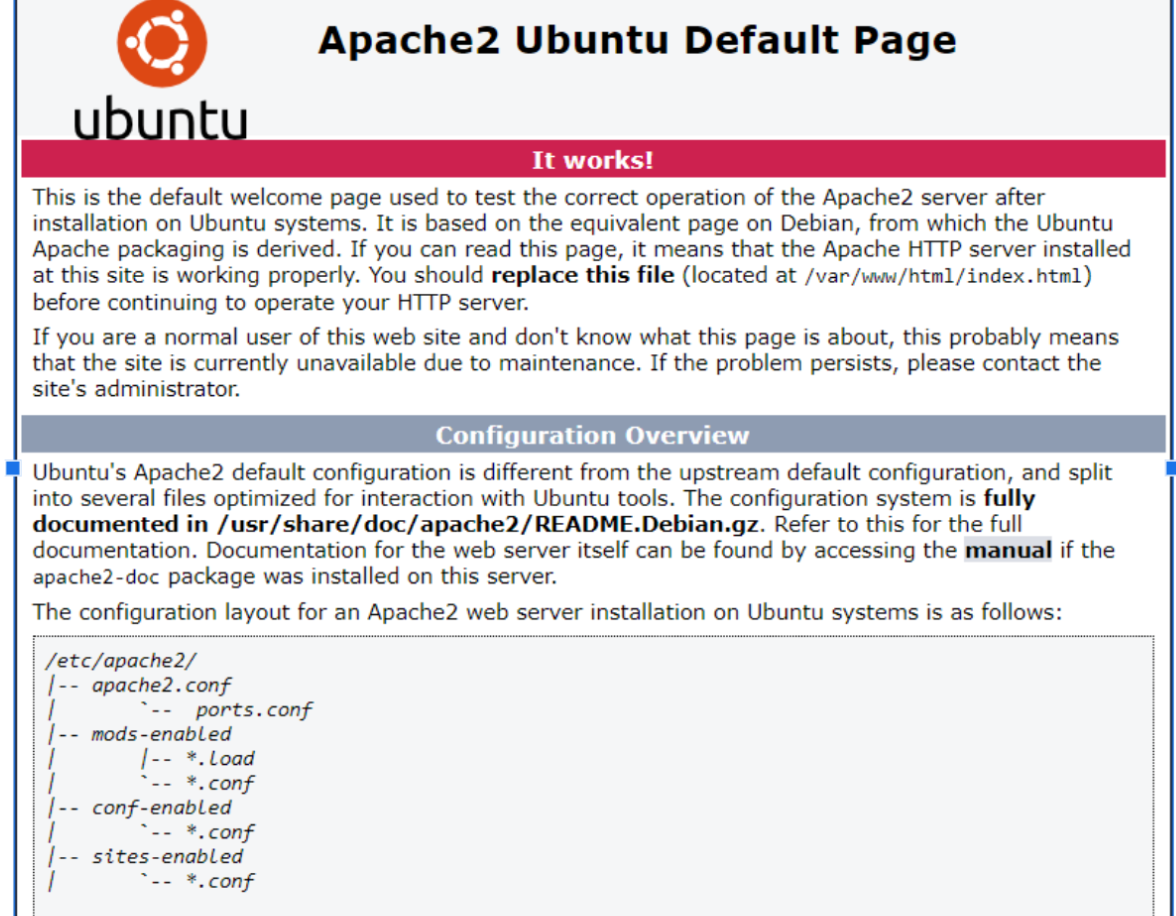 ubuntu
Apache2 Ubuntu Default Page
It works!
This is the default welcome page used to test the correct operation of the Apache2 server after
installation on Ubuntu systems. It is based on the equivalent page on Debian, from which the Ubuntu
Apache packaging is derived. If you can read this page, it means that the Apache HTTP server installed
at this site is working properly. You should replace this file (located at /var/www/html/index.html)
before continuing to operate your HTTP server.
If you are a normal user of this web site and don't know what this page is about, this probably means
that the site is currently unavailable due to maintenance. If the problem persists, please contact the
site's administrator.
Configuration Overview
Ubuntu's Apache2 default configuration is different from the upstream default configuration, and split
into several files optimized for interaction with Ubuntu tools. The configuration system is fully
documented in /usr/share/doc/apache2/README.Debian.gz. Refer to this for the full
documentation. Documentation for the web server itself can be found by accessing the manual if the
apache2-doc package was installed on this server.
The configuration layout for an Apache2 web server installation on Ubuntu systems is as follows:
/etc/apache2/
|-- apache2.conf
|       `--  ports.conf
|-- mods-enabled
|       |-- *.load
|       `-- *.conf
|-- conf-enabled
|       `-- *.conf
|-- sites-enabled
|       `-- *.conf